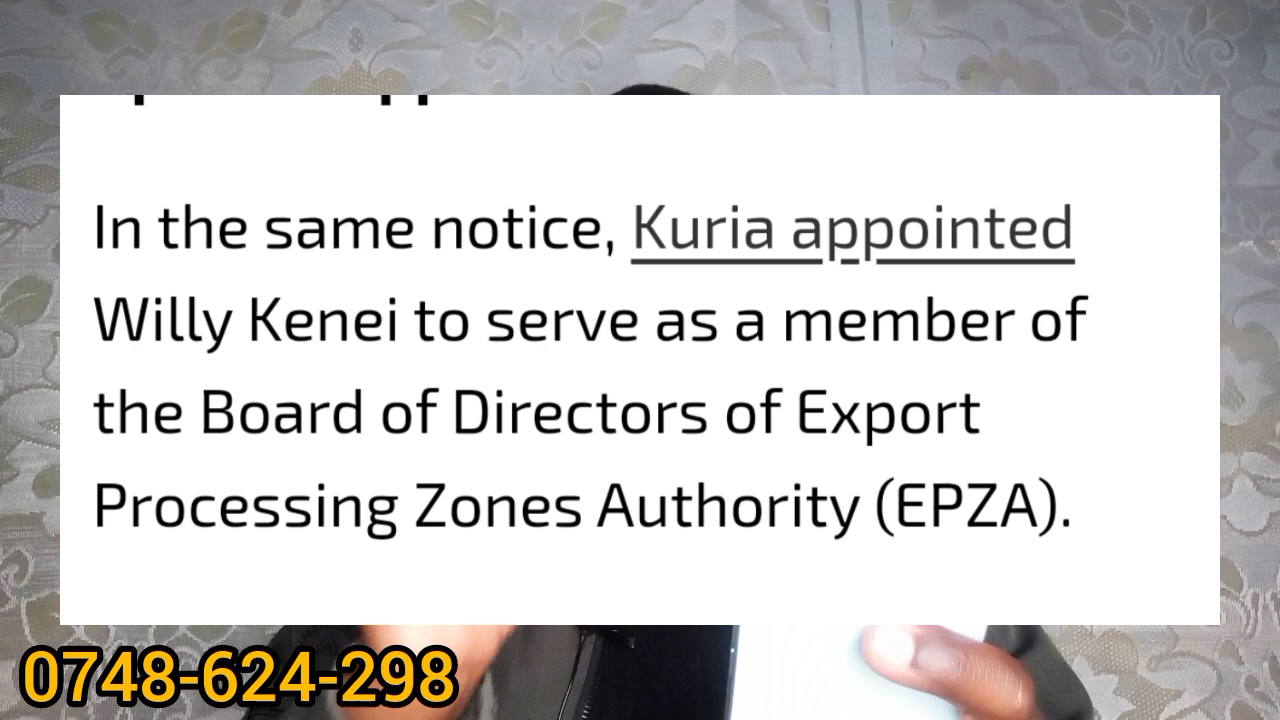 In the same notice, Kuria appointed
Willy Kenei to serve as a member of
the Board of Directors of Export
Processing Zones Authority (EPZA).
0748-624-298